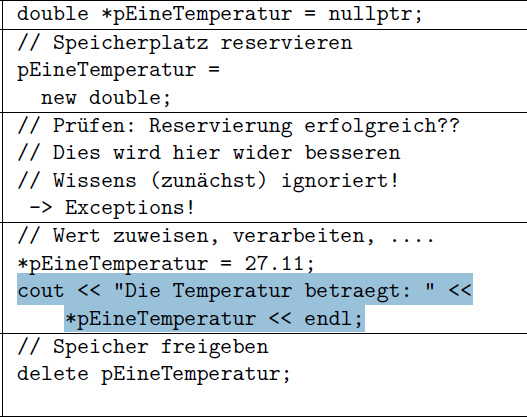 double *pEineTemperatur = nullptr;
// Speicherplatz reservieren
pEineTemperatur =
new double;
// Prüfen: Reservierung erfolgreich??
// Dies wird hier wider besseren
// Wissens (zunächst) ignoriert!
-> Exceptions!
// Wert zuweisen, verarbeiten, ....
*pEineTemperatur = 27.11;
cout << "Die Temperatur betraegt: " <<
*pEineTemperatur << endl;
// Speicher freigeben
delete pEineTemperatur;